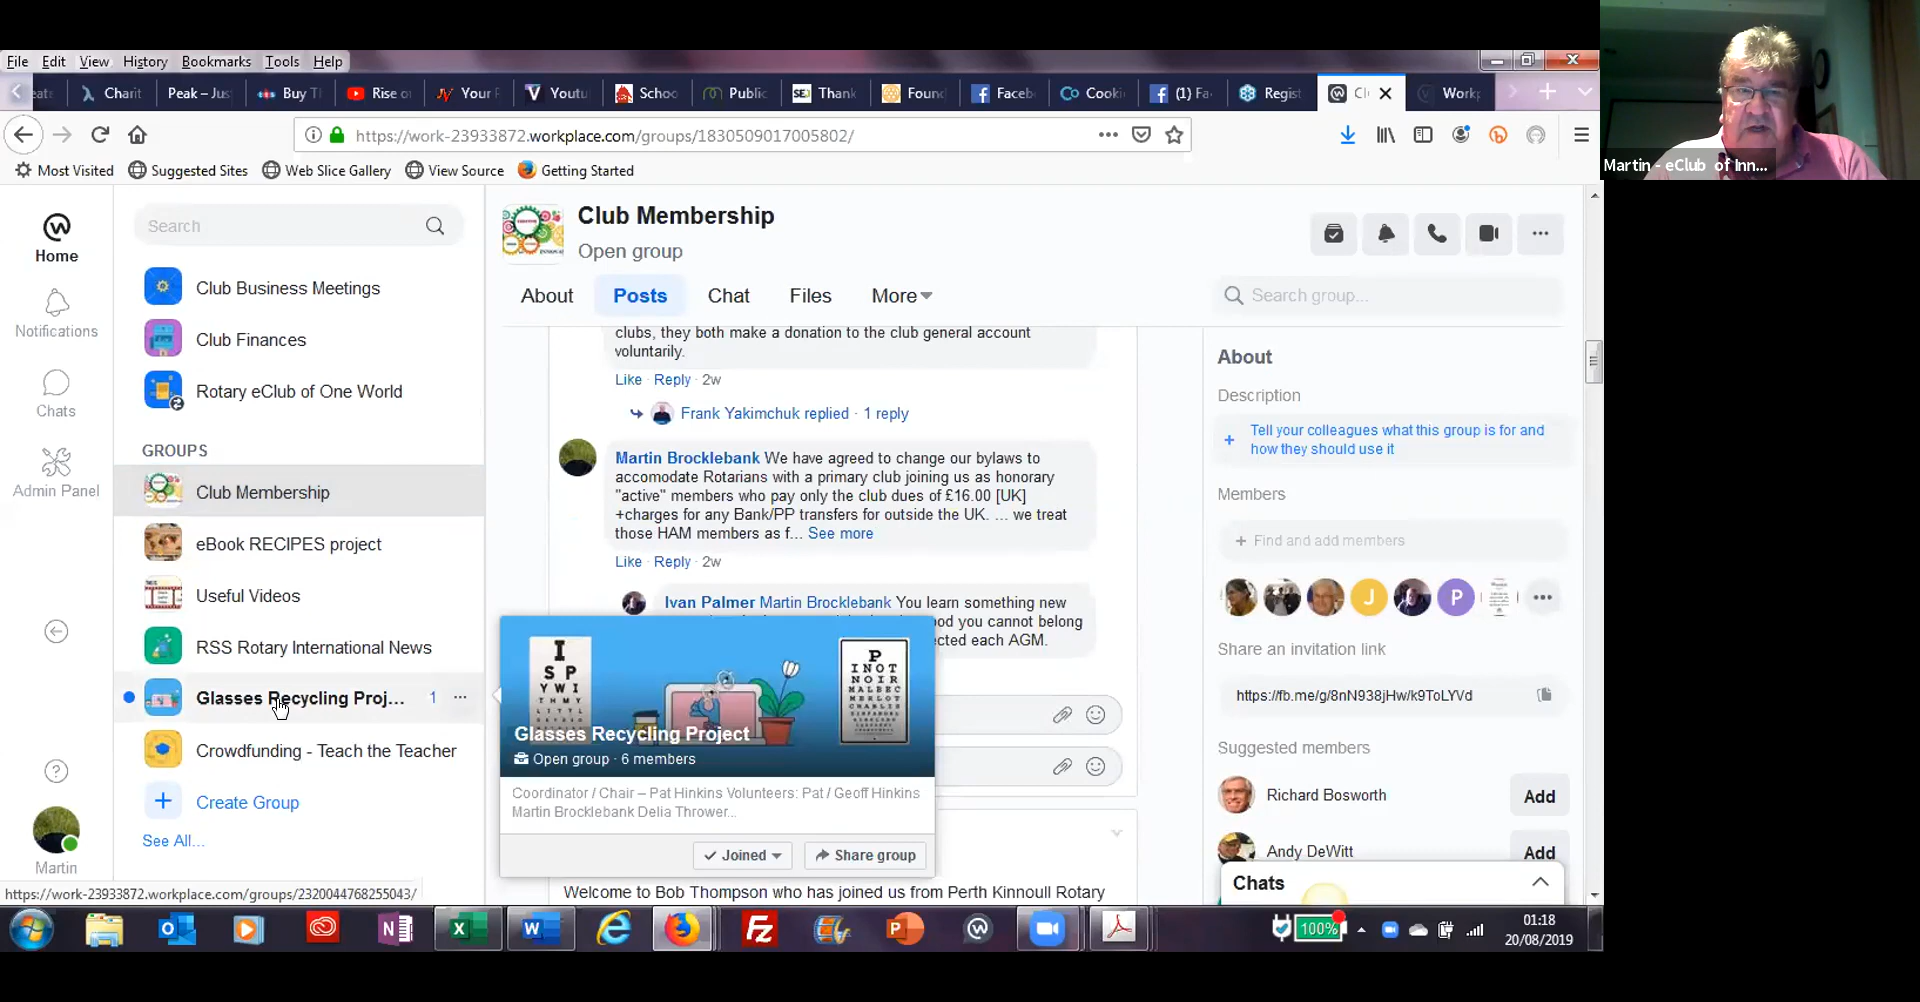 File Edit View History Bookmarks Tools Help
Charit
Peak – Jus
Buy T
Rise o
Your
Youtu
Schoo
Public
SE Thank
Found
Faceb
Cooki
(1) Fa
Regist
Cl
Work
https://work-23933872.workplace.com/groups/1830509017005802/
Most Visited Suggested Sites Web Slice Gallery View Source Getting Started
Martin - eClub of Inn...
Home
Notifications
Chats
Admin Panel
Martin
Search
Club Business Meetings
Club Finances
Rotary eClub of One World
GROUPS
Club Membership
eBook RECIPES project
Useful Videos
RSS Rotary International News
Glasses Recycling Proj... 1
Crowdfunding - Teach the Teacher
Create Group
See All...
https://work-23933872.workplace.com/groups/2320044768255043/
Club Membership
Open group
About Posts Chat Files More
Search group...
clubs, they both make a donation to the club general account
voluntarily.
Like · Reply · 2w
Frank Yakimchuk replied · 1 reply
Martin Brocklebank We have agreed to change our bylaws to
accomodate Rotarians with a primary club joining us as honorary
"active" members who pay only the club dues of £16.00 [UK]
+charges for any Bank/PP transfers for outside the UK. ... we treat
those HAM members as f... See more
Like · Reply · 2w
Ivan Palmer Martin Brocklebank You learn something new
ood you cannot belong
ected each AGM.
I
SP
YWI
THMY
P
INOT
NOIR
MALBEC
MERLOT
CHABLIS
Glasses Recycling Project
Open group · 6 members
Coordinator / Chair – Pat Hinkins Volunteers: Pat / Geoff Hinkins
Martin Brocklebank Delia Thrower...
Joined Share group
Welcome to Bob Thompson who has joined us from Perth Kinnoull Rotary
About
Description
+ Tell your colleagues what this group is for and
how they should use it
Members
+ Find and add members
J
P
Share an invitation link
https://fb.me/g/8nN938jHw/k9ToLYVd
Suggested members
Richard Bosworth Add
Andy DeWitt Add
Chats
100%
01:18
20/08/2019